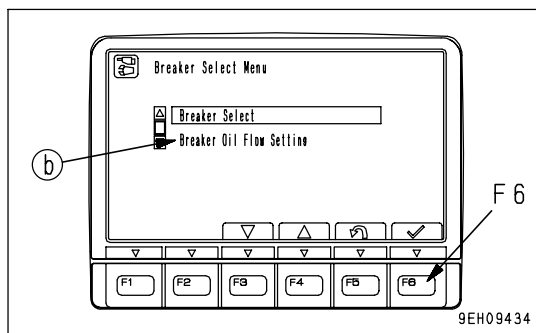 Breaker Select Menu
Breaker Select
Breaker Oil Flow Setting
b
F6
F1 F2 F3 F4 F5 F6
9EH09434